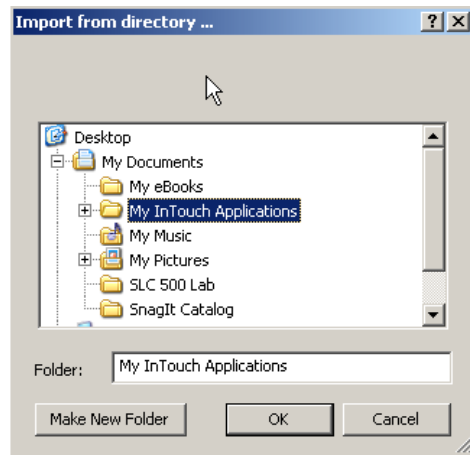 Import from directory ...
Desktop
My Documents
My eBooks
My InTouch Applications
My Music
My Pictures
SLC 500 Lab
SnagIt Catalog
Folder: My InTouch Applications
Make New Folder OK Cancel